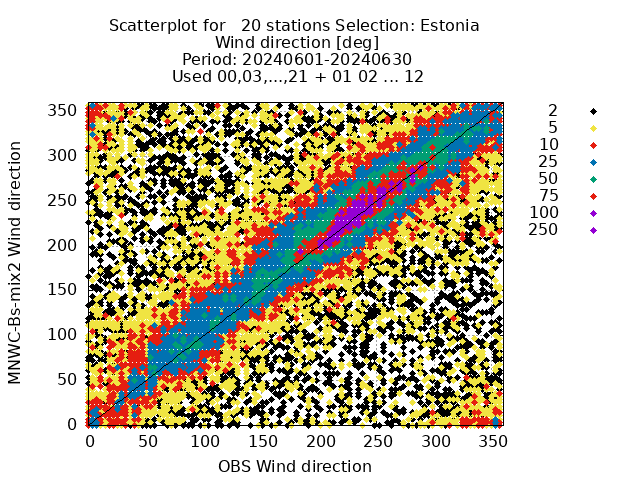 Scatterplot for   20 stations Selection: Estonia
Wind direction [deg]
Period: 20240601-20240630
Used 00,03,...,21 + 01 02 ... 12
MNWC-Bs-mix2 Wind direction
350
300
250
200
150
100
50
0
0 50 100 150 200 250 300 350
OBS Wind direction
2
5
10
25
50
75
100
250